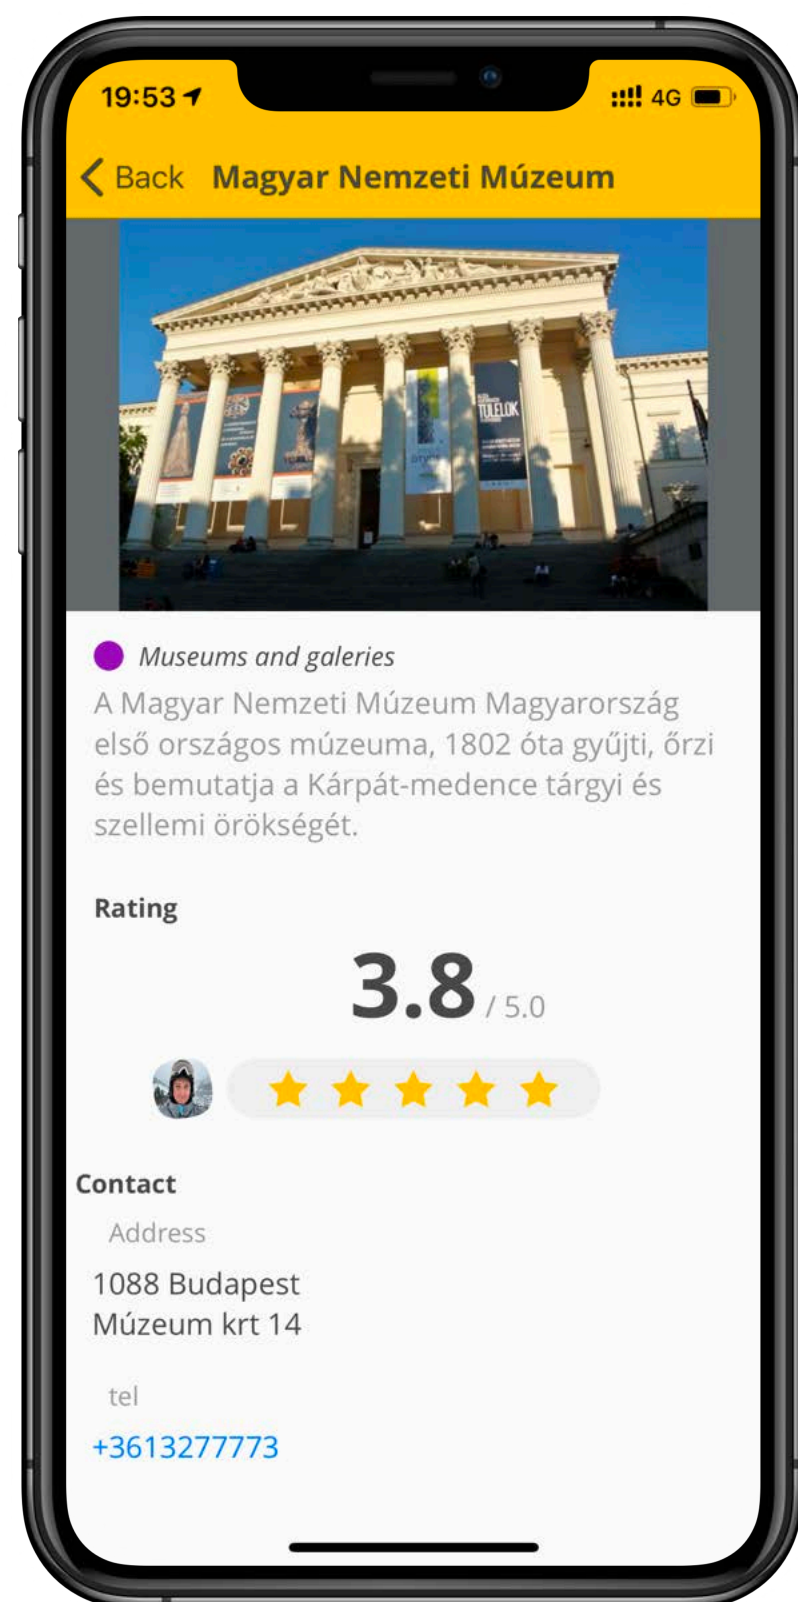 19:53
4G
Back Magyar Nemzeti Múzeum
TÚLÉLŐK
Museums and galeries
A Magyar Nemzeti Múzeum Magyarország
első országos múzeuma, 1802 óta gyűjti, őrzi
és bemutatja a Kárpát-medence tárgyi és
szellemi örökségét.
Rating
3.8 / 5.0
Contact
Address
1088 Budapest
Múzeum krt 14
tel
+3613277773